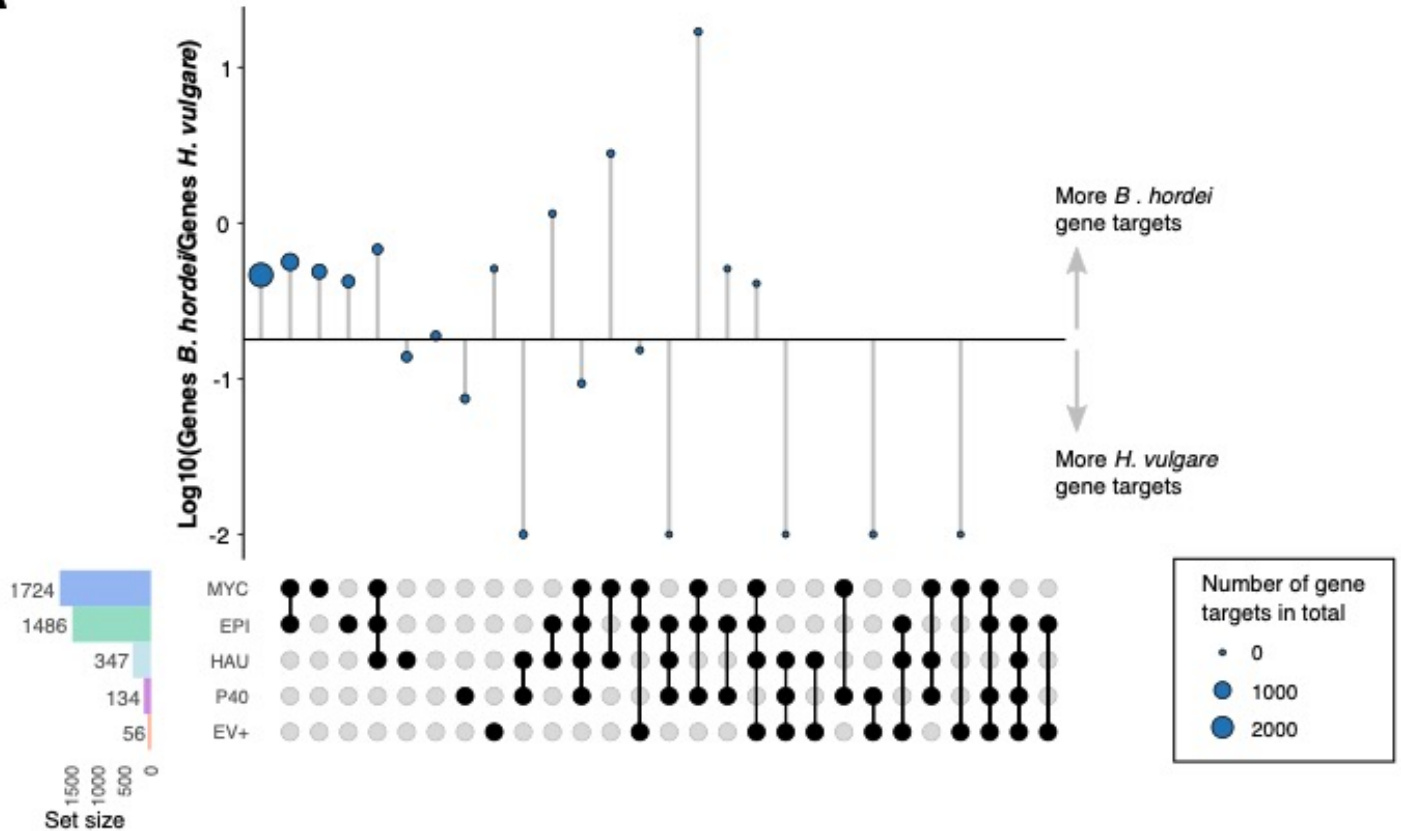 Log10(Genes B. hordei/Genes H. vulgare)
1
0
-1
-2
More B . hordei
gene targets
More H. vulgare
gene targets
1724
1486
347
134
56
1500
1000
500
0
Set size
MYC
EPI
HAU
P40
EV+
Number of gene
targets in total
0
1000
2000